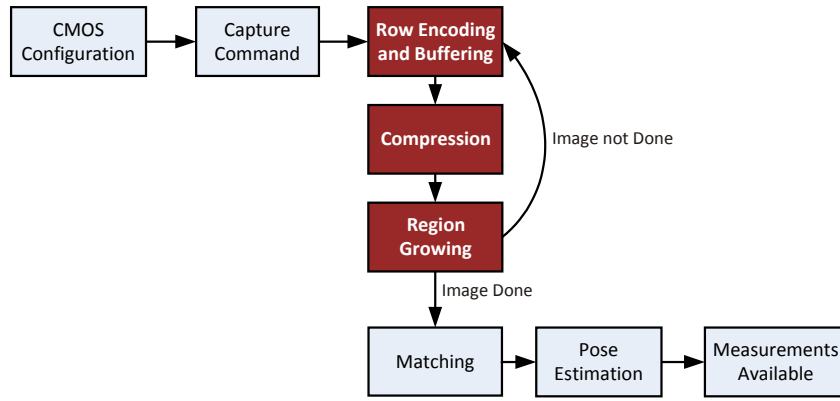 CMOS
Configuration
Capture
Command
Row Encoding
and Buffering
Compression
Image not Done
Region
Growing
Image Done
Matching
Pose
Estimation
Measurements
Available